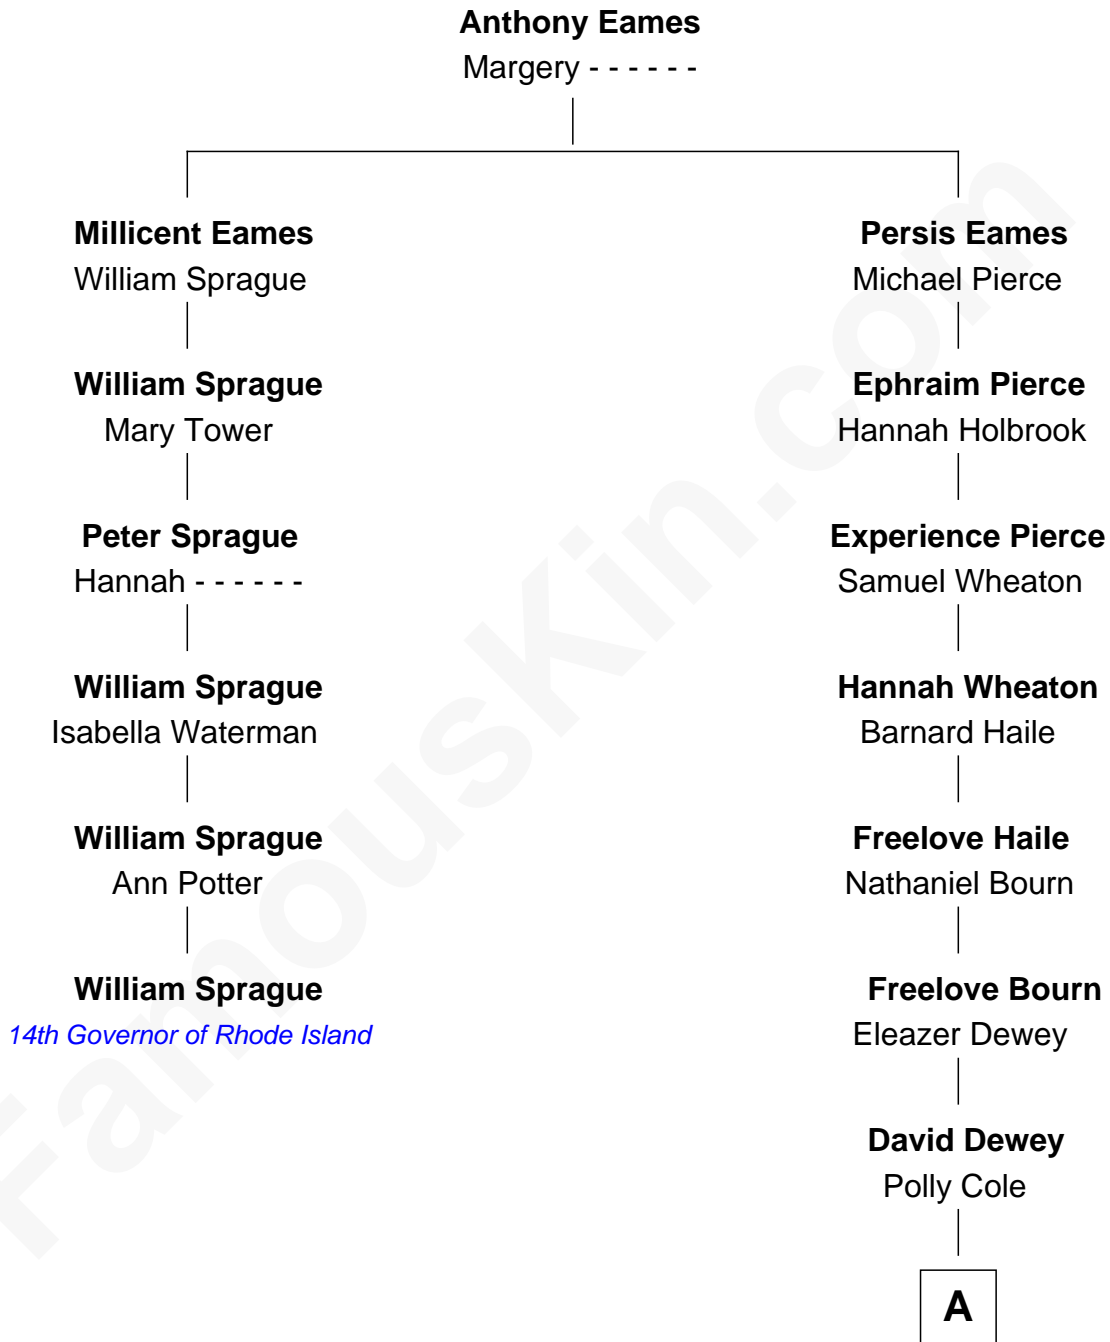 Anthony Eames
Margery - - - - - -
Millicent Eames
William Sprague
Persis Eames
Michael Pierce
William Sprague
Mary Tower
Ephraim Pierce
Hannah Holbrook
Peter Sprague
Hannah - - - - - -
Experience Pierce
Samuel Wheaton
William Sprague
Isabella Waterman
Hannah Wheaton
Barnard Haile
William Sprague
Ann Potter
Freelove Haile
Nathaniel Bourn
William Sprague
14th Governor of Rhode Island
Freelove Bourn
Eleazer Dewey
David Dewey
Polly Cole
A
FamousKin.com